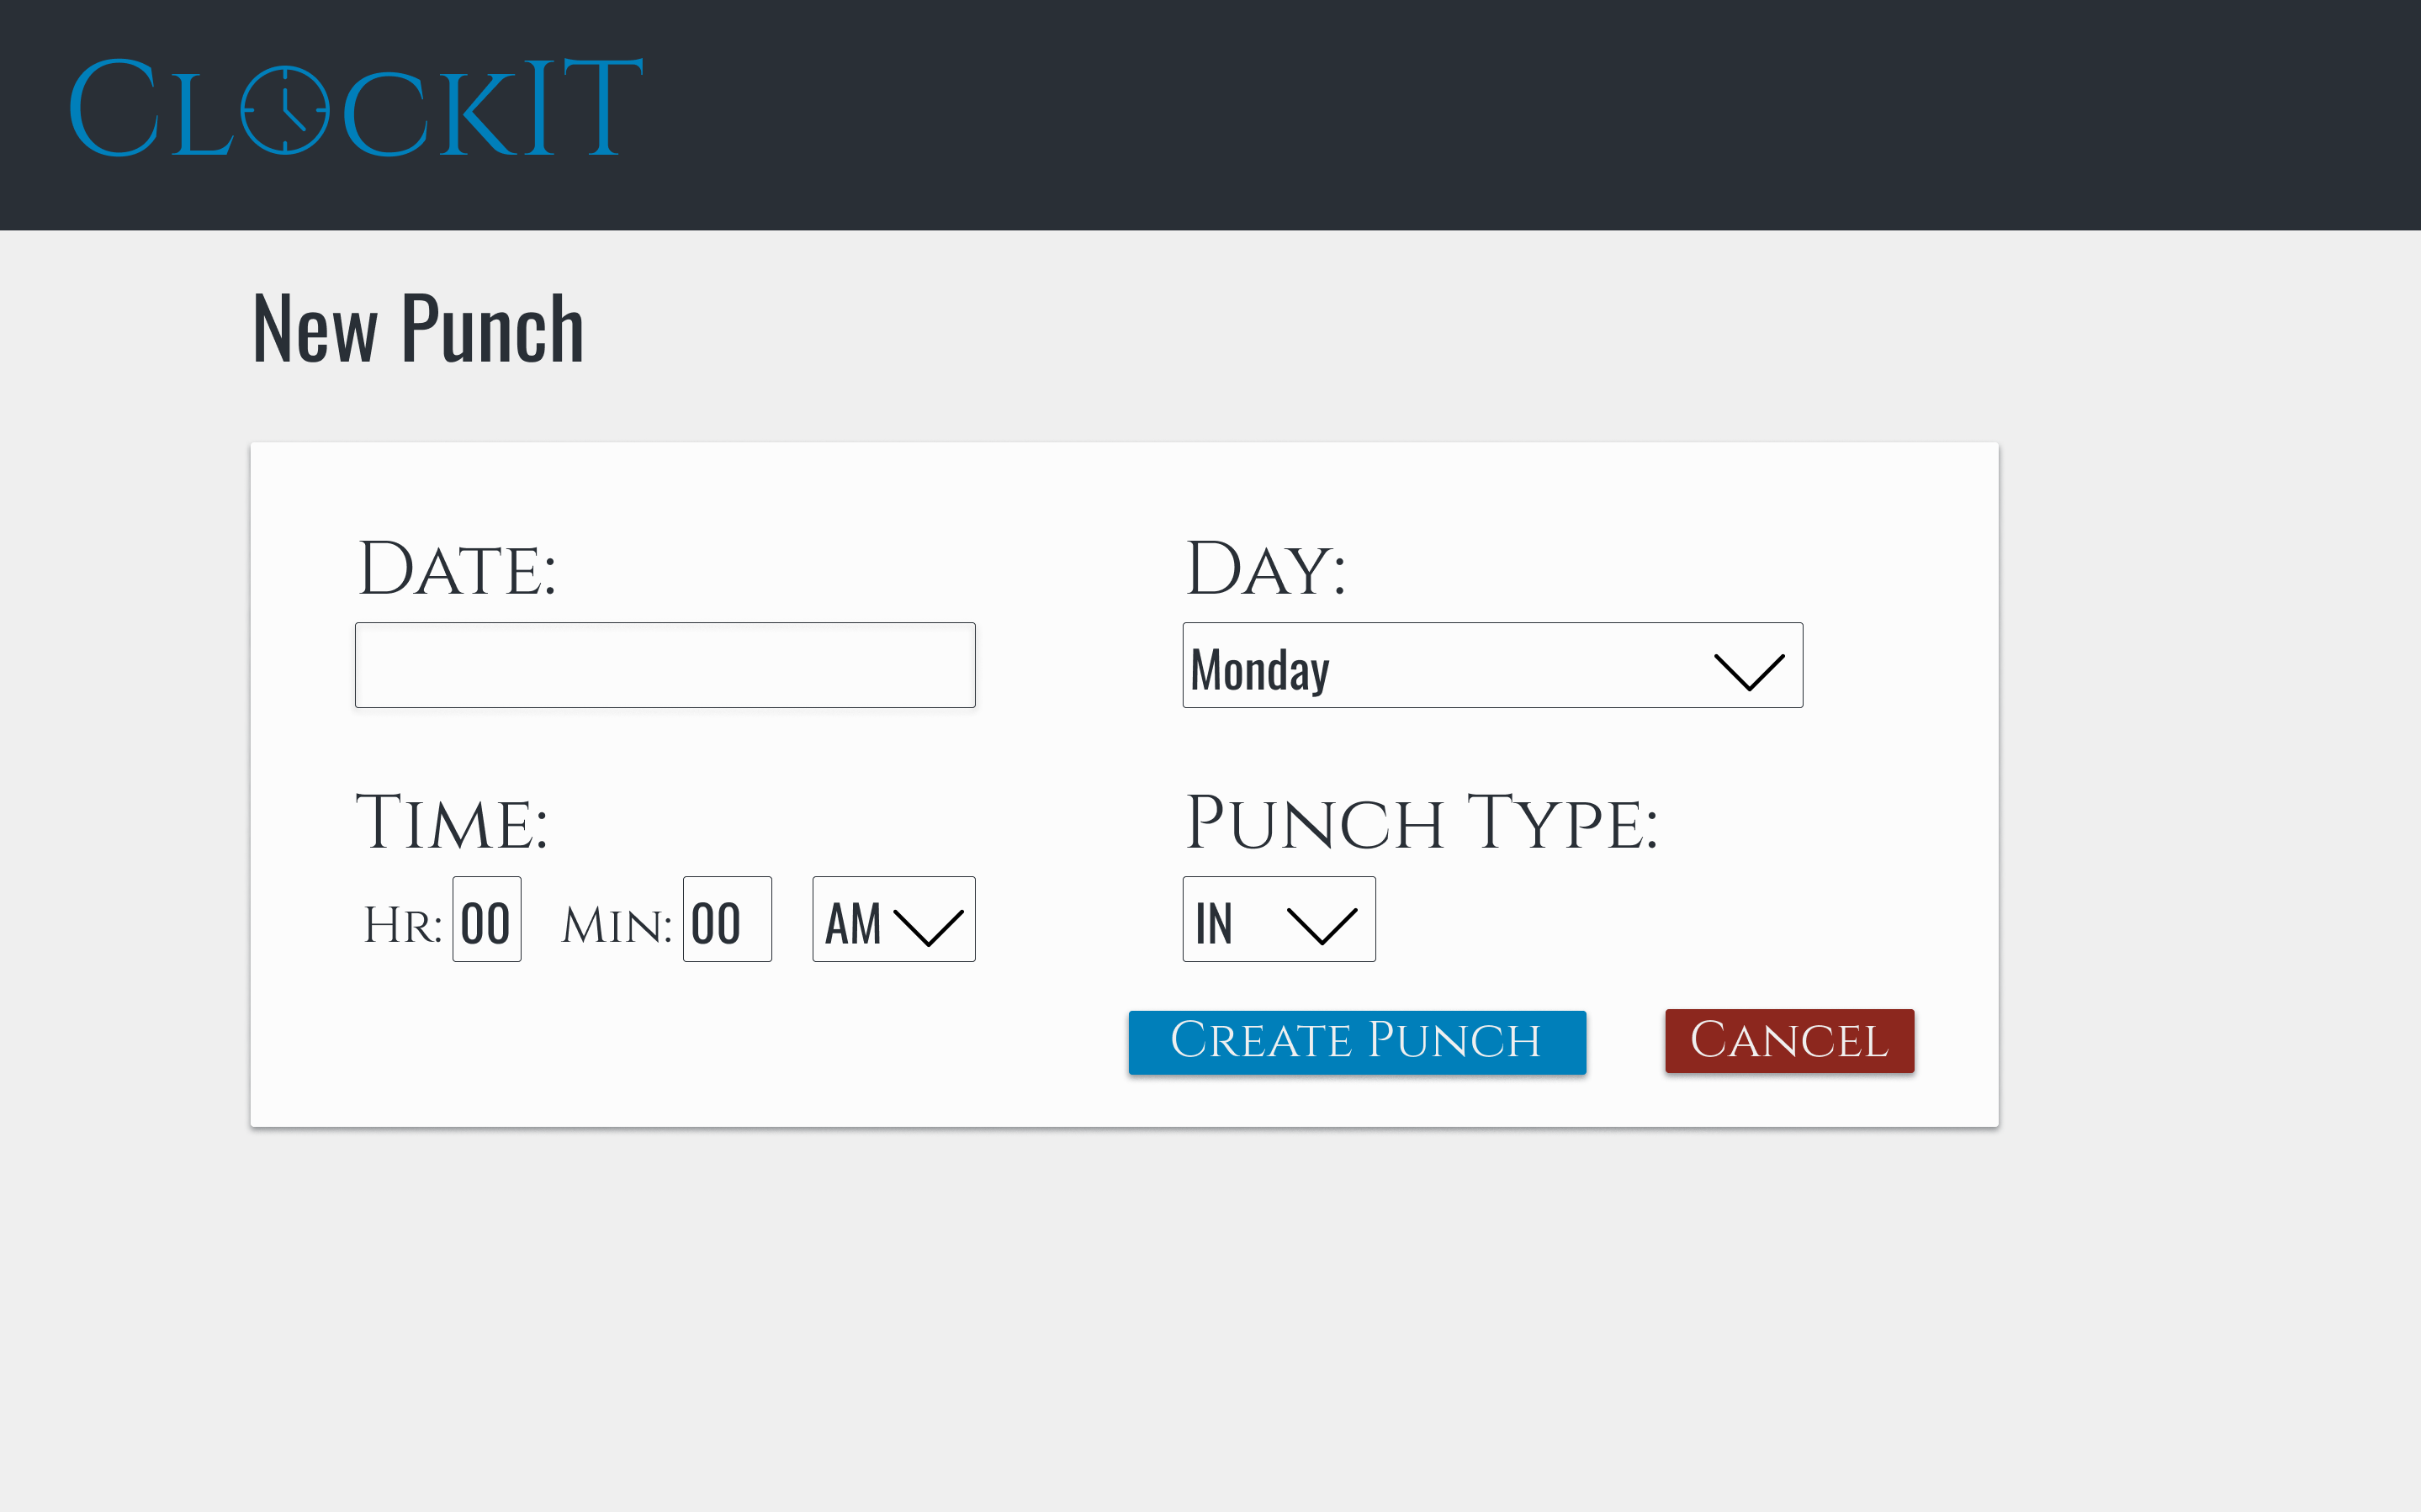 ClockIT
New Punch
Date:
Day:
Monday
Time:
Punch Type:
Hr: 00 Min: 00 AM
IN
Create Punch
Cancel